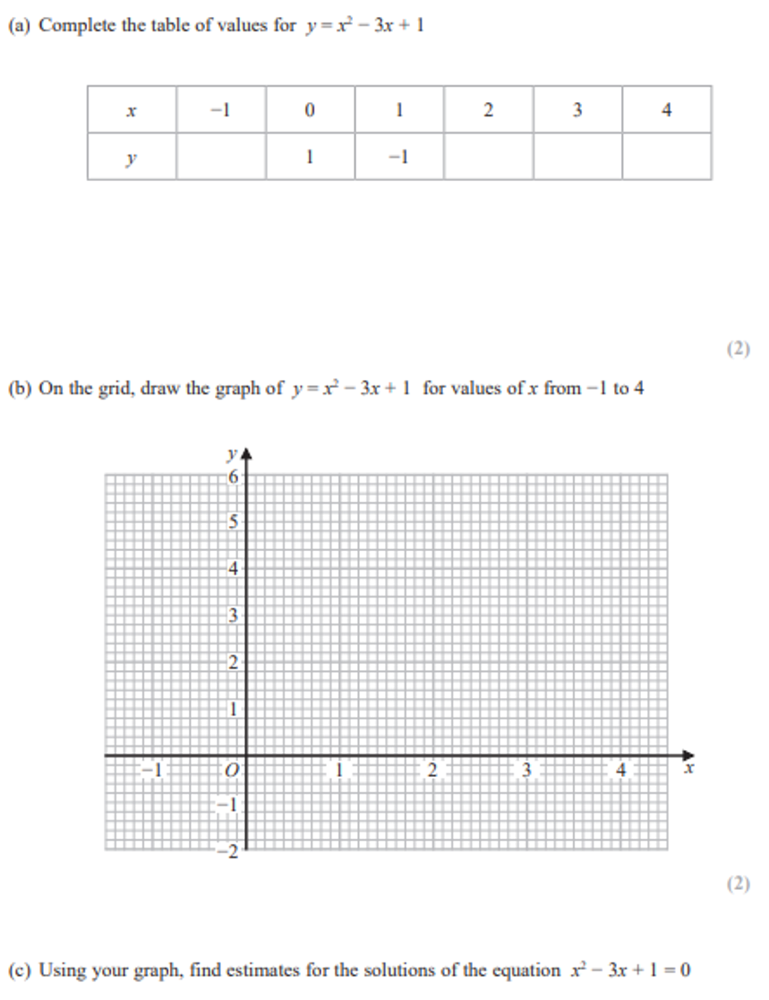 (a) Complete the table of values for y = x² − 3x + 1
x −1 0 1 2 3 4
y 1 −1
(2)
(b) On the grid, draw the graph of y = x² − 3x + 1 for values of x from −1 to 4
y
6
5
4
3
2
1
−1 O 1 2 3 4 x
−1
−2
(2)
(c) Using your graph, find estimates for the solutions of the equation x² − 3x + 1 = 0